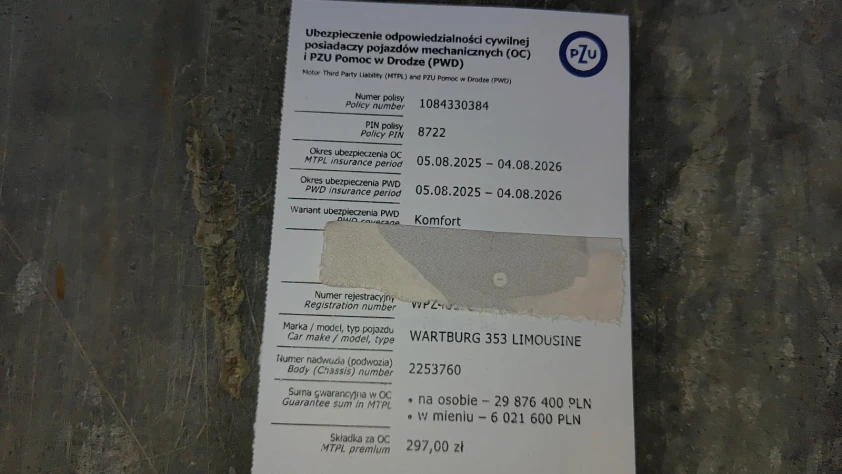 Ubezpieczenie odpowiedzialności cywilnej
posiadaczy pojazdów mechanicznych (OC)
i PZU Pomoc w Drodze (PWD)
Motor Third Party Liability (MTPL) and PZU Pomoc w Drodze (PWD)
PZU
Numer polisy
Policy number
1084330384
PIN polisy
Policy PIN
8722
Okres ubezpieczenia OC
MTPL insurance period
05.08.2025 – 04.08.2026
Okres ubezpieczenia PWD
PWD insurance period
05.08.2025 – 04.08.2026
Wariant ubezpieczenia PWD
PWD coverage
Komfort
Numer rejestracyjny
Registration number
Marka / model, typ pojazdu
Car make / model, type
WARTBURG 353 LIMOUSINE
Numer nadwozia (podwozia)
Body (Chassis) number
2253760
Suma gwarancyjna w OC
Guarantee sum in MTPL
• na osobie – 29 876 400 PLN
• w mieniu – 6 021 600 PLN
Składka za OC
MTPL premium
297,00 zł